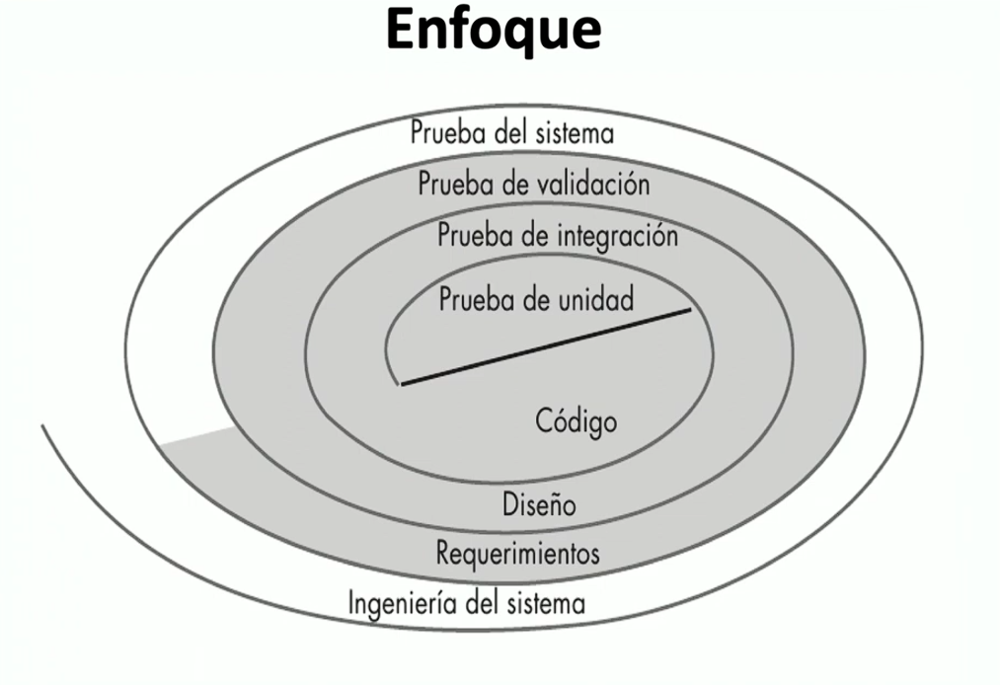 Enfoque
Prueba del sistema
Prueba de validación
Prueba de integración
Prueba de unidad
Código
Diseño
Requerimientos
Ingeniería del sistema